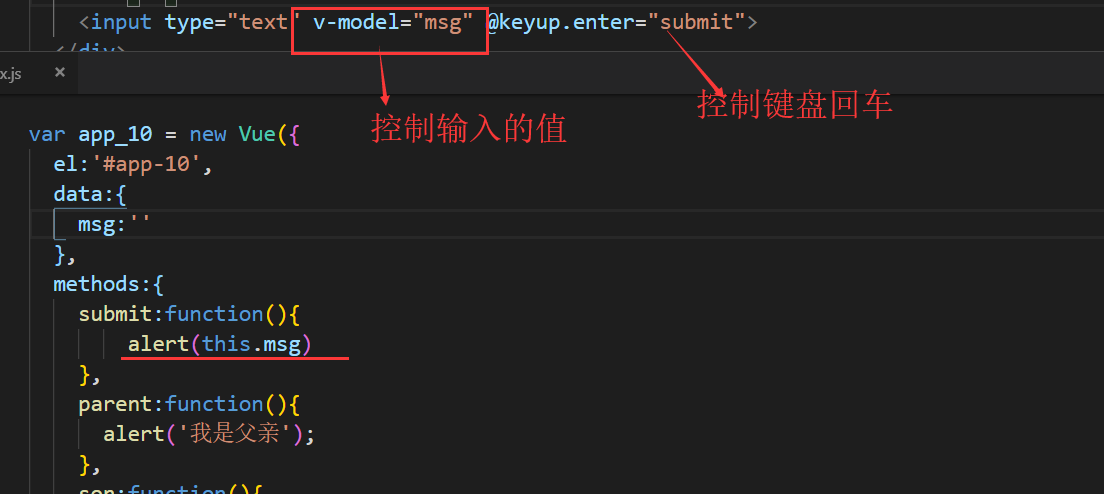 <input type="text" v-model="msg" @keyup.enter="submit">
</div>
x.js ×
控制输入的值
控制键盘回车
var app_10 = new Vue({
el:'#app-10',
data:{
msg:''
},
methods:{
submit:function(){
alert(this.msg)
},
parent:function(){
alert('我是父亲');
},
son:function(){